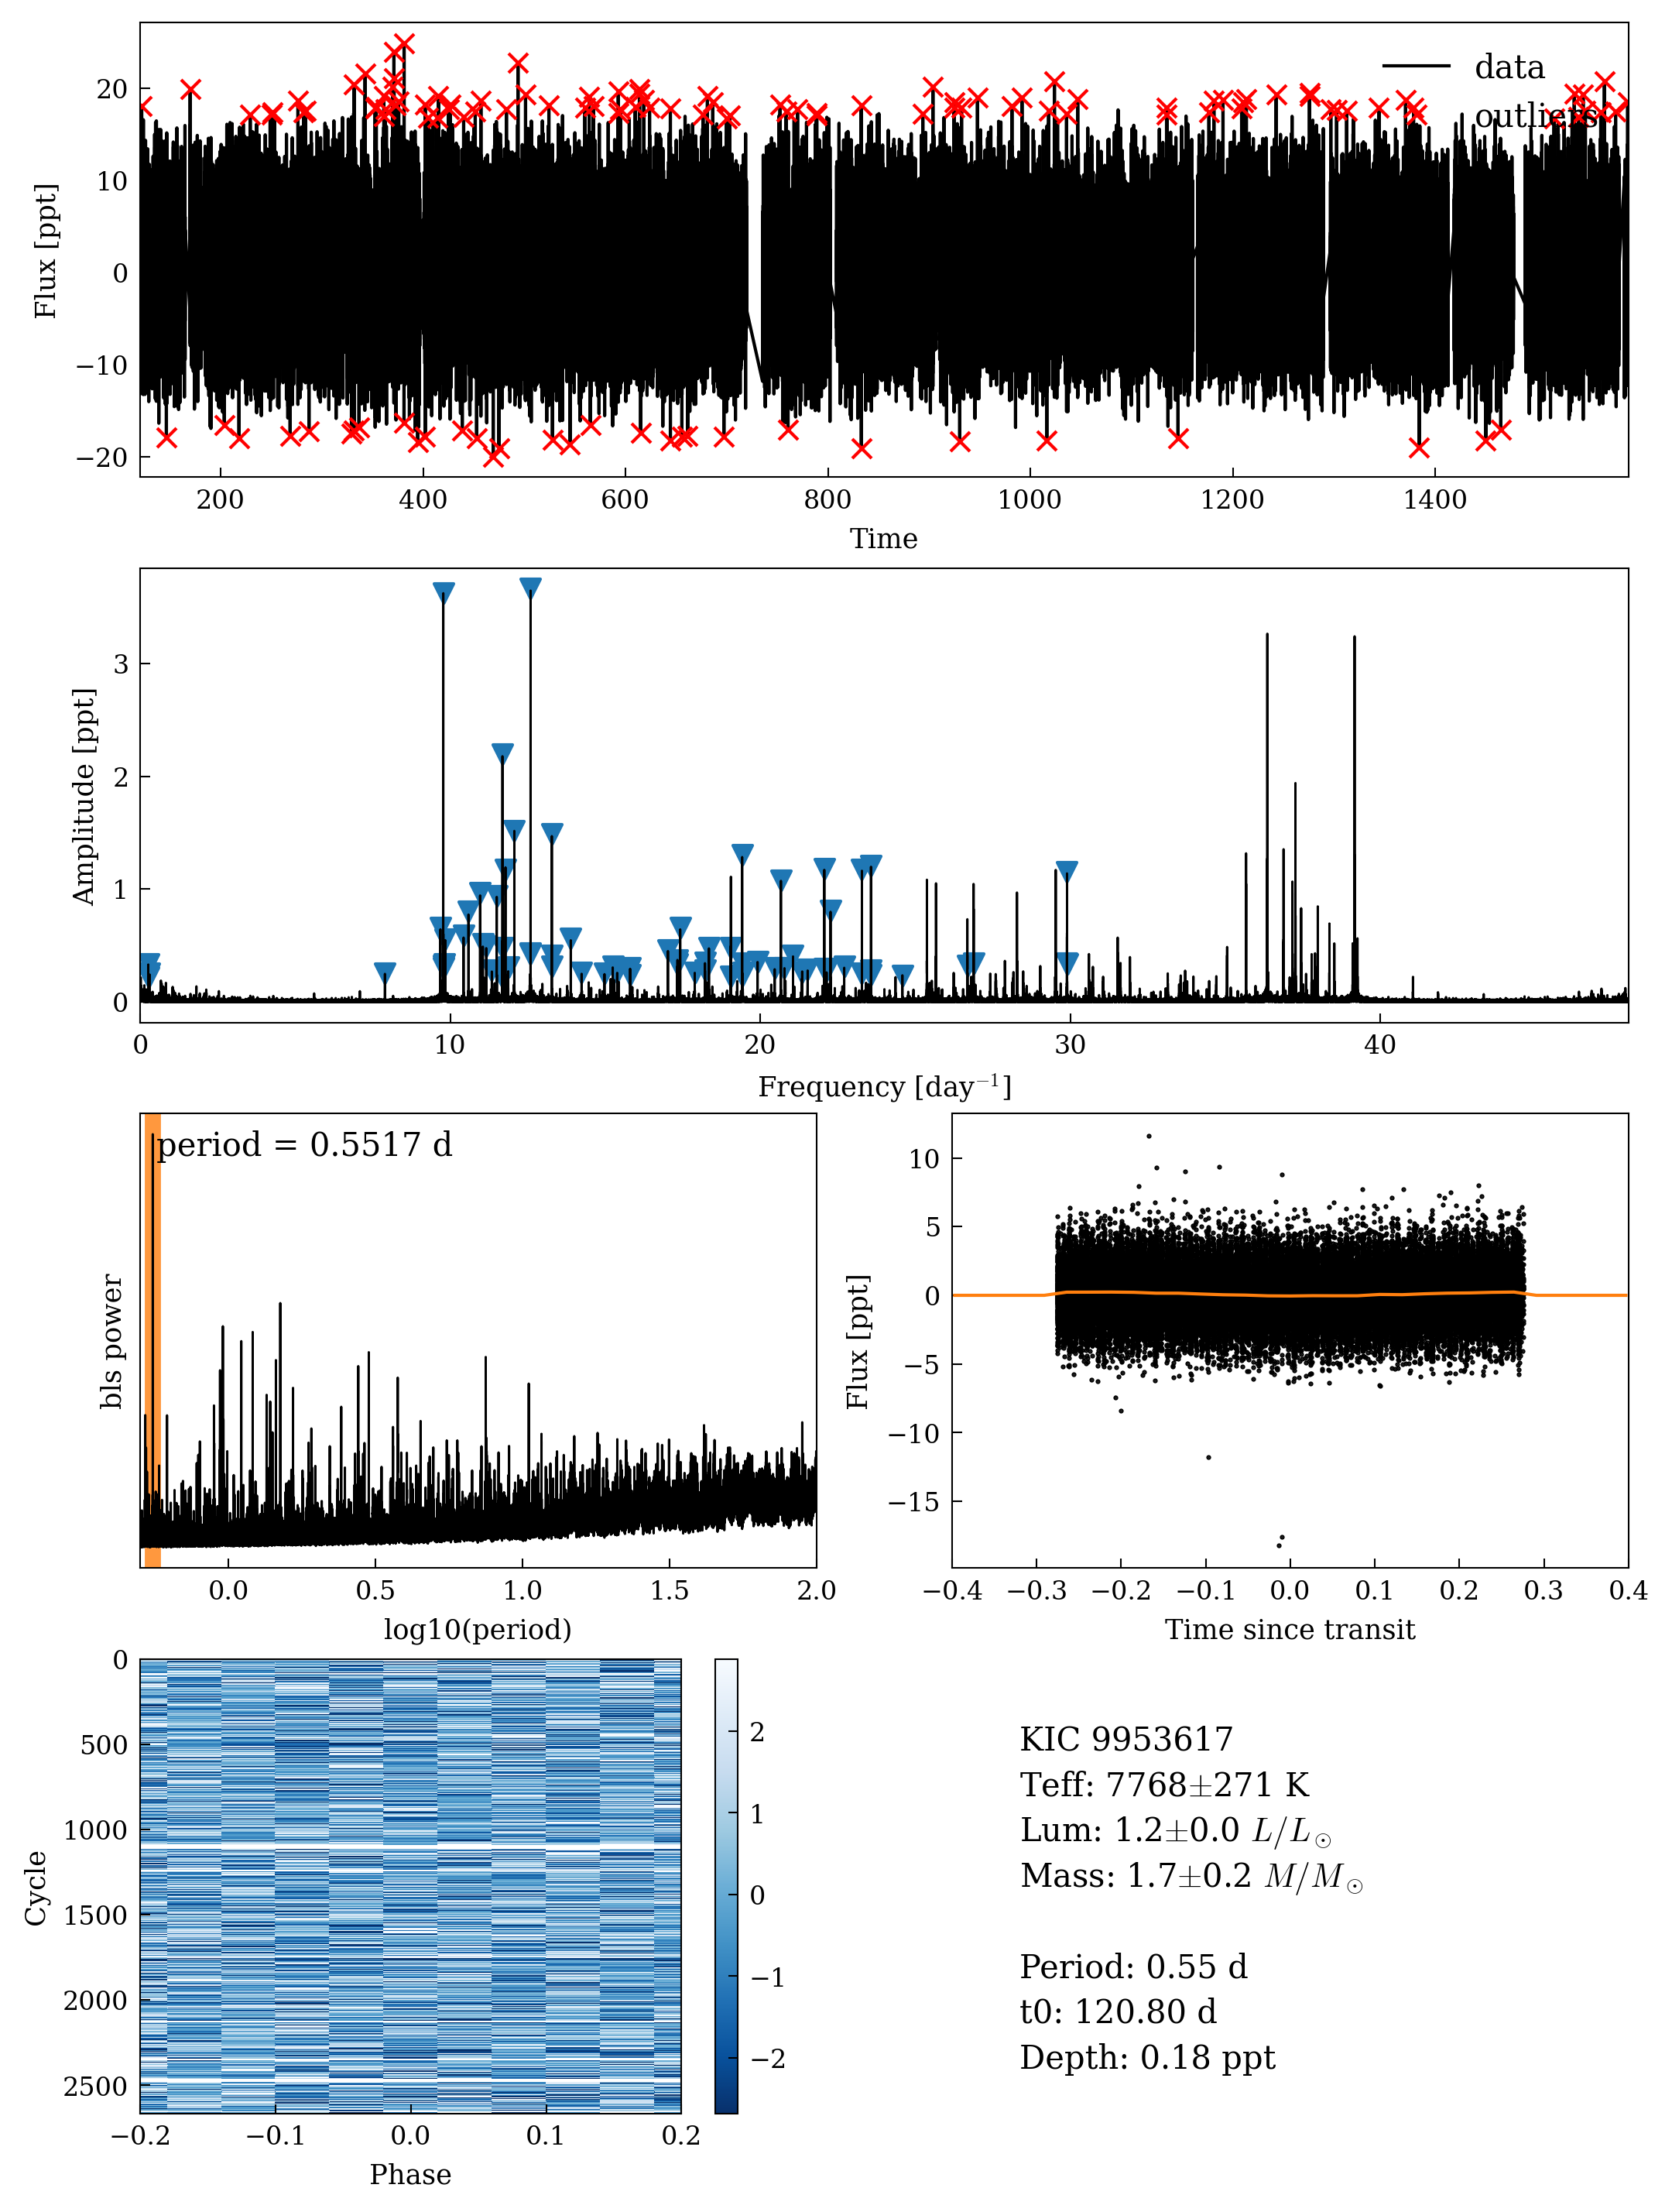 data
outliers
20
10
0
−10
−20
Flux [ppt]
200 400 600 800 1000 1200 1400
Time
3
2
1
0
Amplitude [ppt]
0 10 20 30 40
Frequency [day⁻¹]
period = 0.5517 d
bls power
0.0 0.5 1.0 1.5 2.0
log10(period)
10
5
0
−5
−10
−15
Flux [ppt]
−0.4 −0.3 −0.2 −0.1 0.0 0.1 0.2 0.3 0.4
Time since transit
0
500
1000
1500
2000
2500
Cycle
−0.2 −0.1 0.0 0.1 0.2
Phase
2
1
0
−1
−2
KIC 9953617
Teff: 7768±271 K
Lum: 1.2±0.0 L/L☉
Mass: 1.7±0.2 M/M☉
Period: 0.55 d
t0: 120.80 d
Depth: 0.18 ppt